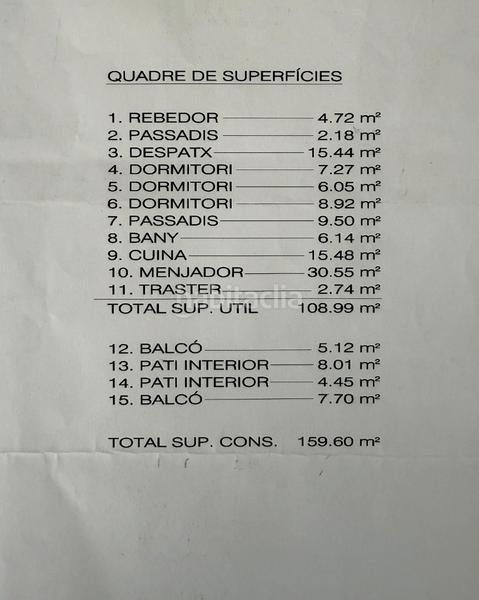 QUADRE DE SUPERFÍCIES
1. REBEDOR 4.72 m²
2. PASSADIS 2.18 m²
3. DESPATX 15.44 m²
4. DORMITORI 7.27 m²
5. DORMITORI 6.05 m²
6. DORMITORI 8.92 m²
7. PASSADIS 9.50 m²
8. BANY 6.14 m²
9. CUINA 15.48 m²
10. MENJADOR 30.55 m²
11. TRASTER 2.74 m²
habitaclia
TOTAL SUP. UTIL 108.99 m²
12. BALCÓ 5.12 m²
13. PATI INTERIOR 8.01 m²
14. PATI INTERIOR 4.45 m²
15. BALCÓ 7.70 m²
TOTAL SUP. CONS. 159.60 m²